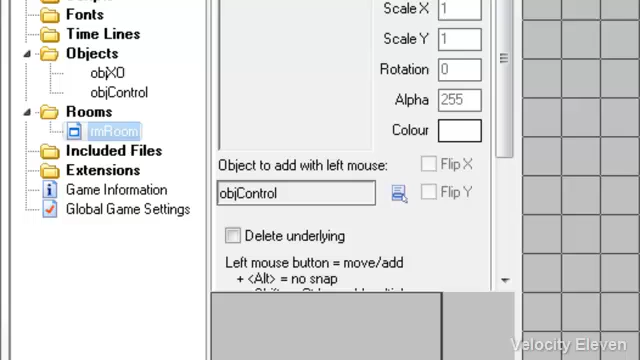 Fonts
Time Lines
Objects
objXO
objControl
Rooms
rmRoom
Included Files
Extensions
Game Information
Global Game Settings
Scale X 1
Scale Y 1
Rotation 0
Alpha 255
Colour
Object to add with left mouse:
Flip X
objControl
Flip Y
Delete underlying
Left mouse button = move/add
+ <Alt> = no snap
Velocity Eleven